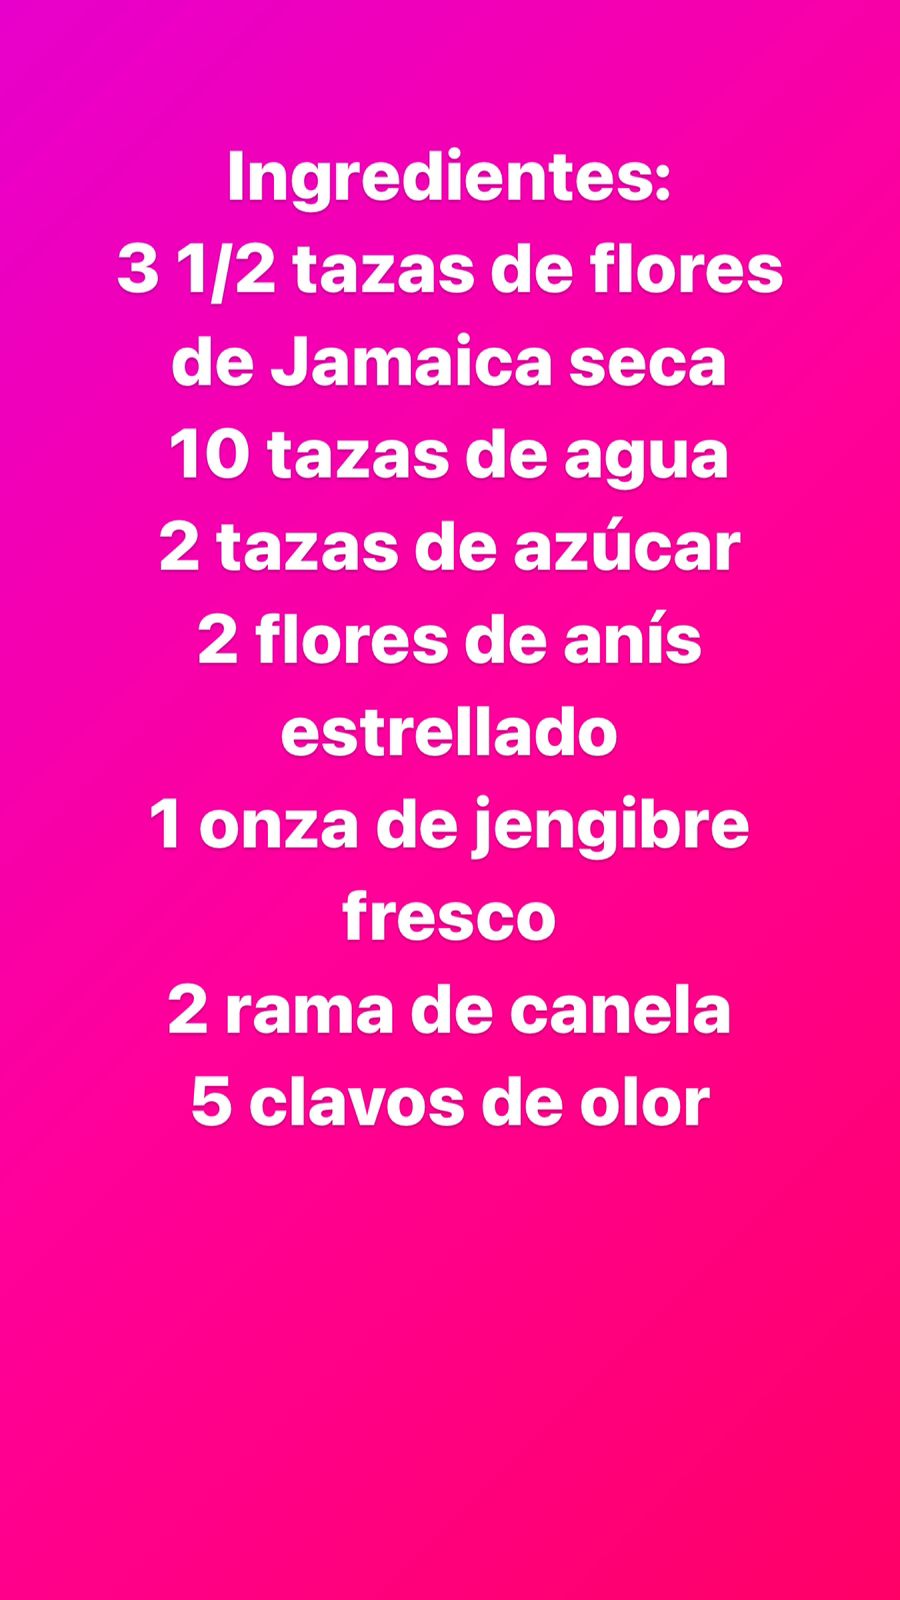 Ingredientes:
3 1/2 tazas de flores
de Jamaica seca
10 tazas de agua
2 tazas de azúcar
2 flores de anís
estrellado
1 onza de jengibre
fresco
2 rama de canela
5 clavos de olor